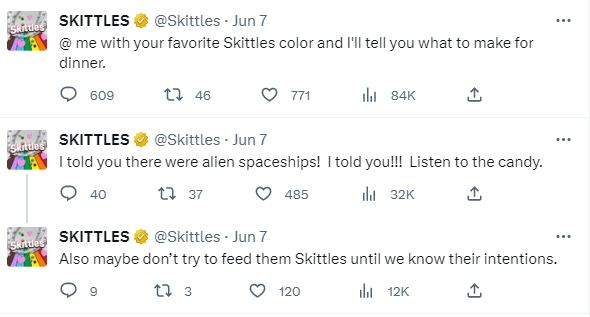 SKITTLES @Skittles · Jun 7 ...
@ me with your favorite Skittles color and I'll tell you what to make for
dinner.
609 46 771 84K
SKITTLES @Skittles · Jun 7 ...
I told you there were alien spaceships!  I told you!!!  Listen to the candy.
40 37 485 32K
SKITTLES @Skittles · Jun 7 ...
Also maybe don’t try to feed them Skittles until we know their intentions.
9 3 120 12K